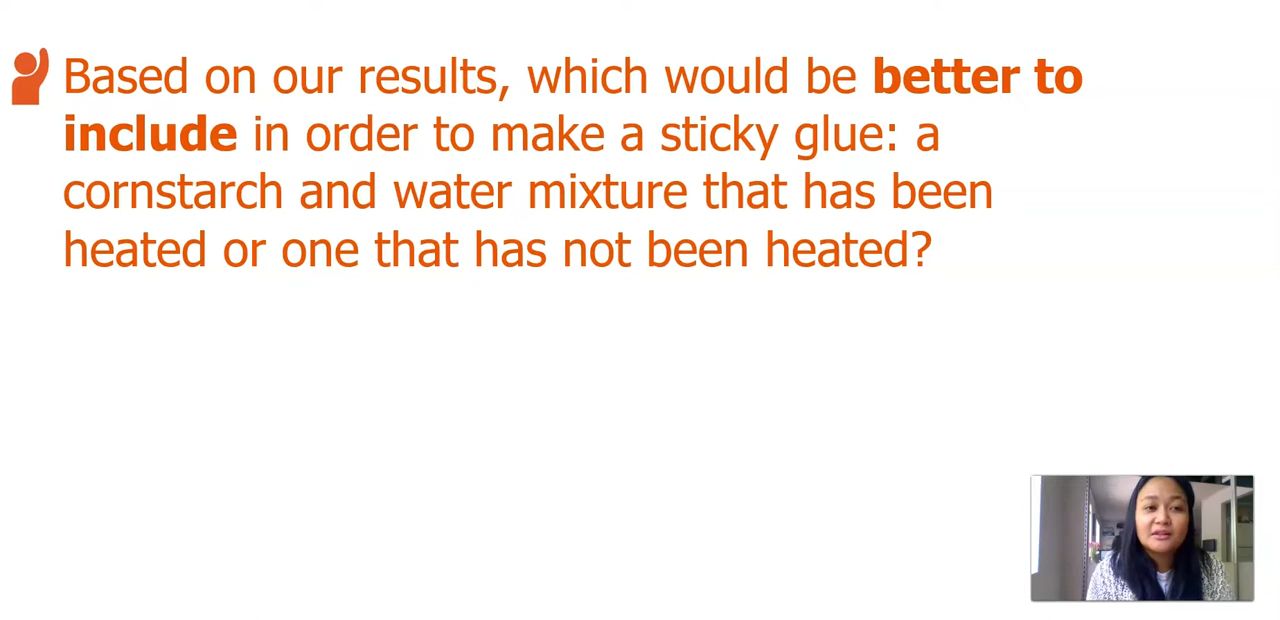 Based on our results, which would be better to
include in order to make a sticky glue: a
cornstarch and water mixture that has been
heated or one that has not been heated?